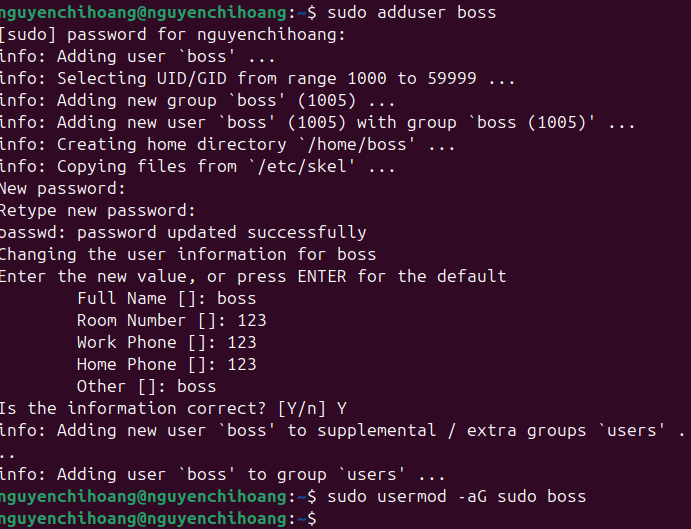 nguyenchihoang@nguyenchihoang:~$ sudo adduser boss
[sudo] password for nguyenchihoang:
info: Adding user `boss' ...
info: Selecting UID/GID from range 1000 to 59999 ...
info: Adding new group `boss' (1005) ...
info: Adding new user `boss' (1005) with group `boss (1005)' ...
info: Creating home directory `/home/boss' ...
info: Copying files from `/etc/skel' ...
New password:
Retype new password:
passwd: password updated successfully
Changing the user information for boss
Enter the new value, or press ENTER for the default
        Full Name []: boss
        Room Number []: 123
        Work Phone []: 123
        Home Phone []: 123
        Other []: boss
Is the information correct? [Y/n] Y
info: Adding new user `boss' to supplemental / extra groups `users' .
..
info: Adding user `boss' to group `users' ...
nguyenchihoang@nguyenchihoang:~$ sudo usermod -aG sudo boss
nguyenchihoang@nguyenchihoang:~$